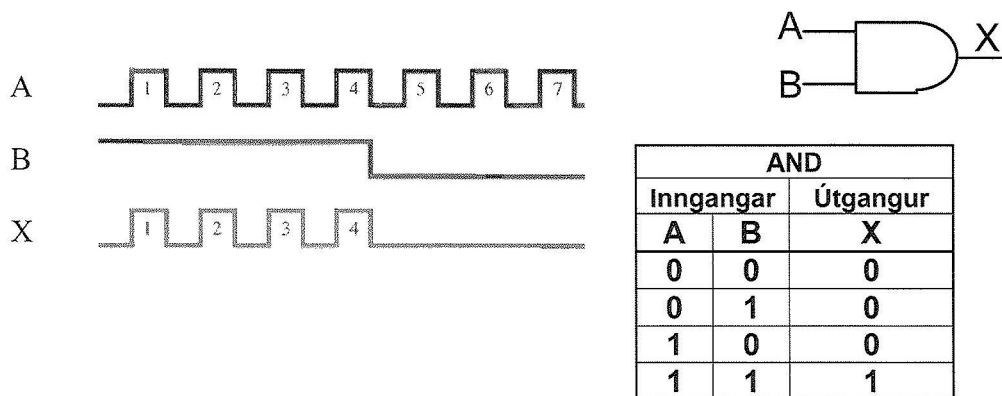 A X
B
A 1 2 3 4 5 6 7
B
X 1 2 3 4
AND
Inngangar Útgangur
A B X
0 0 0
0 1 0
1 0 0
1 1 1